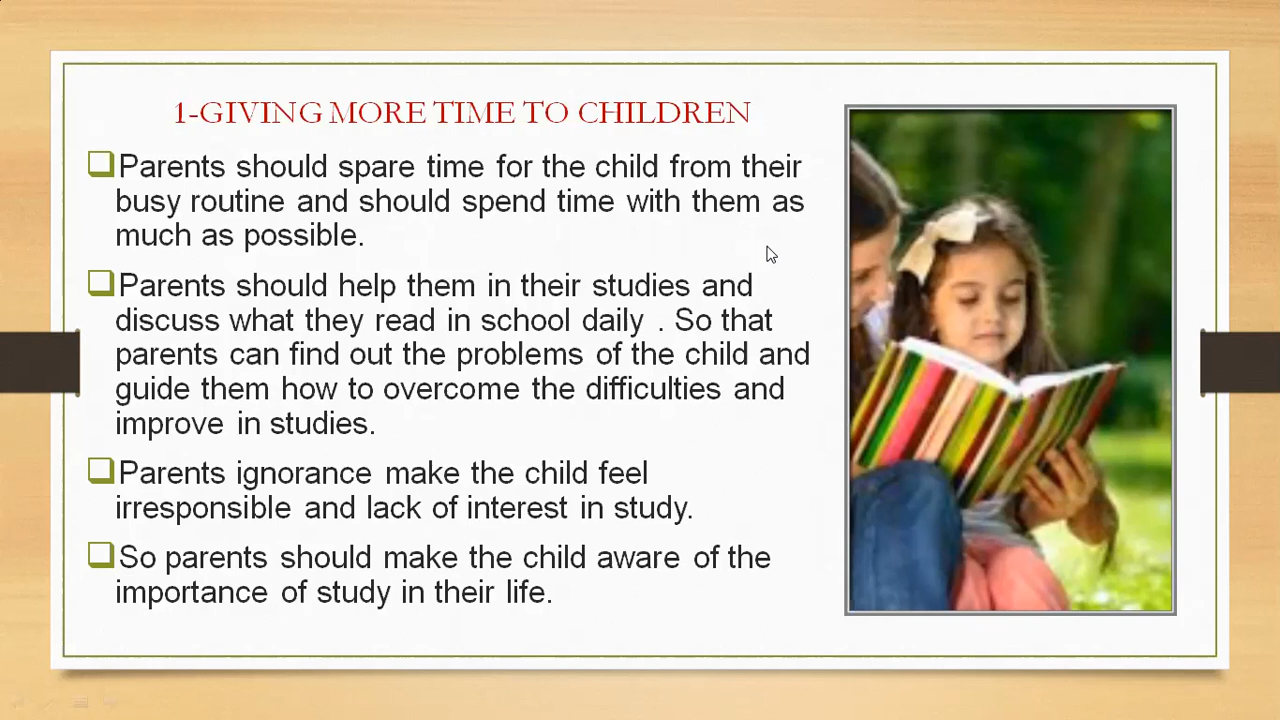 1-GIVING MORE TIME TO CHILDREN
Parents should spare time for the child from their
busy routine and should spend time with them as
much as possible.
Parents should help them in their studies and
discuss what they read in school daily . So that
parents can find out the problems of the child and
guide them how to overcome the difficulties and
improve in studies.
Parents ignorance make the child feel
irresponsible and lack of interest in study.
So parents should make the child aware of the
importance of study in their life.